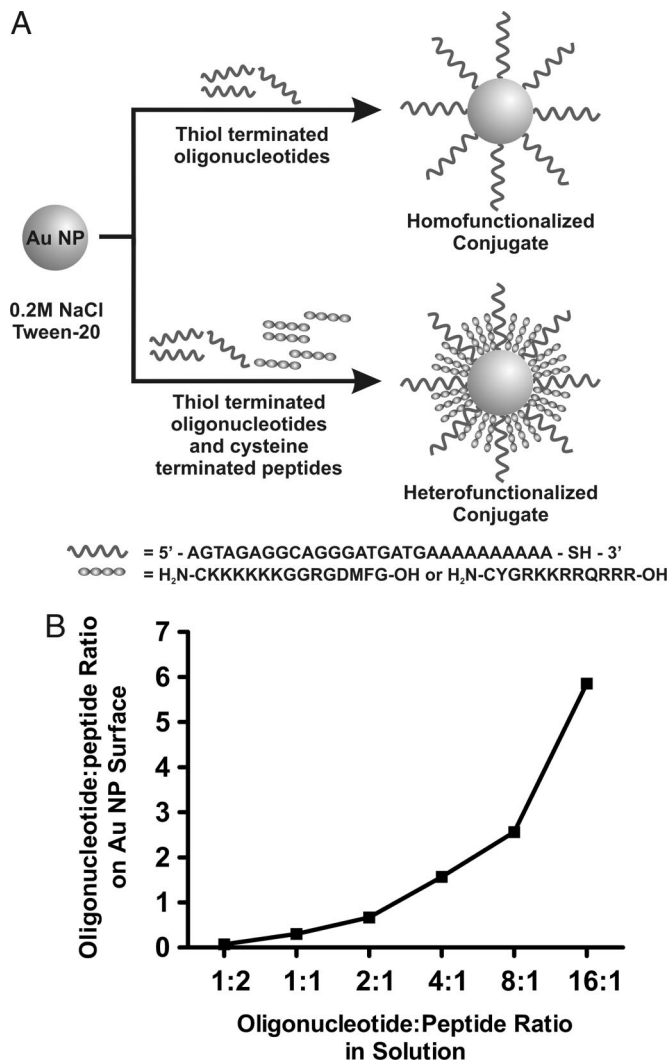 A
Thiol terminated
oligonucleotides
Homofunctionalized
Conjugate
Au NP
0.2M NaCl
Tween-20
Thiol terminated
oligonucleotides
and cysteine
terminated peptides
Heterofunctionalized
Conjugate
= 5' - AGTAGAGGCAGGGATGATGAAAAAAAAAA - SH - 3'
= H₂N-CKKKKKKGGRGDMFG-OH or H₂N-CYGRKKRRQRRR-OH
B
Oligonucleotide:peptide Ratio
on Au NP Surface
7
6
5
4
3
2
1
0
1:2 1:1 2:1 4:1 8:1 16:1
Oligonucleotide:Peptide Ratio
in Solution